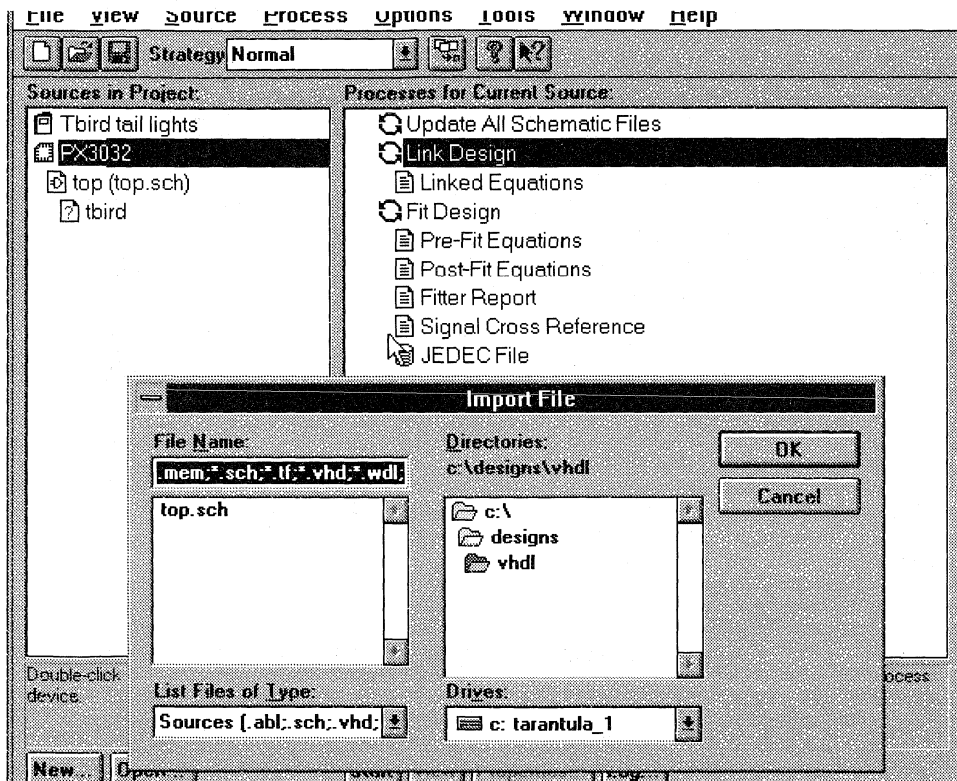 File View Source Process Options Tools Window Help
Strategy Normal
Sources in Project:
Processes for Current Source:
Tbird tail lights
PX3032
top (top.sch)
tbird
Update All Schematic Files
Link Design
Linked Equations
Fit Design
Pre-Fit Equations
Post-Fit Equations
Fitter Report
Signal Cross Reference
JEDEC File
Import File
File Name:
.mem;*.sch;*.tf;*.vhd;*.wdl;
top.sch
List Files of Type:
Sources (.abl;.sch;.vhd;
Directories:
c:\designs\vhdl
c:\
designs
vhdl
Drives:
c: tarantula_1
OK
Cancel
Double-click
device
ocess
New... Open...